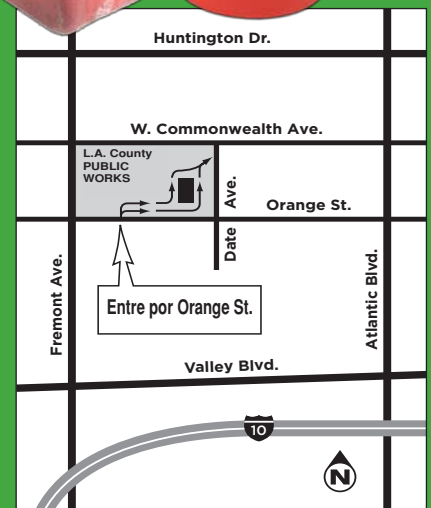 Huntington Dr.
W. Commonwealth Ave.
L.A. County
PUBLIC
WORKS
Date Ave.
Orange St.
Fremont Ave.
Atlantic Blvd.
Entre por Orange St.
Valley Blvd.
10
N